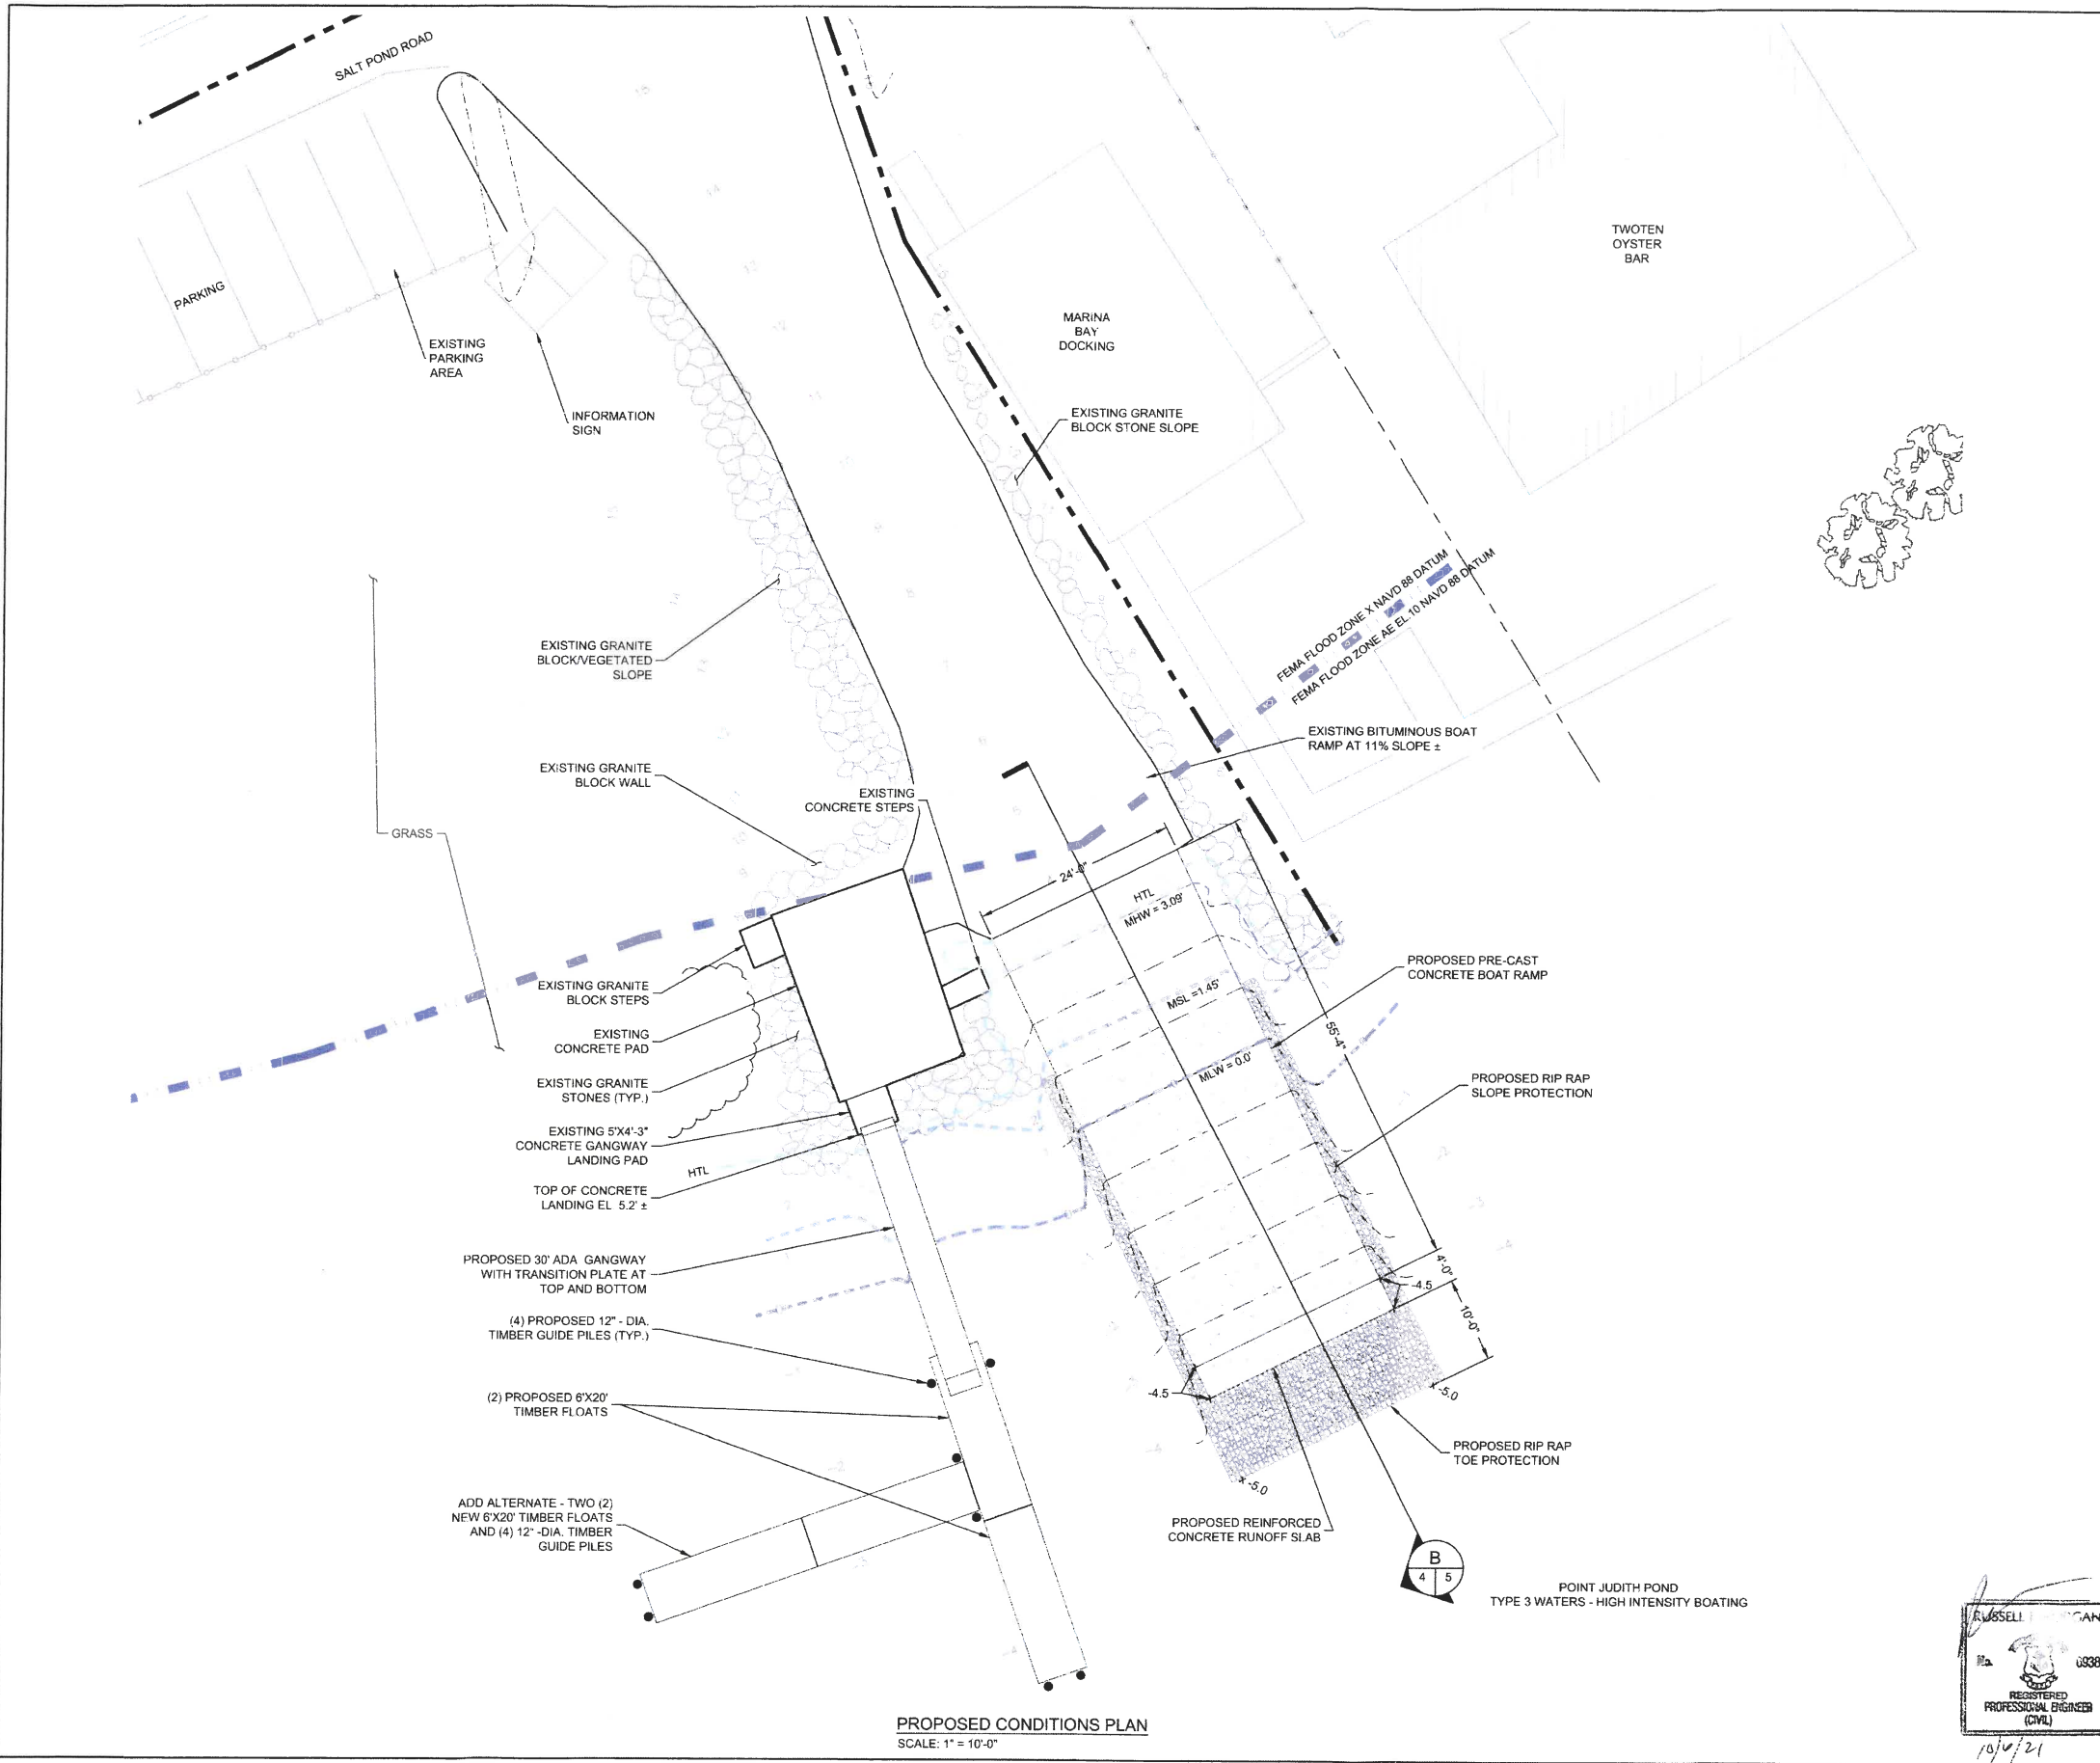 SALT POND ROAD
PARKING
EXISTING
PARKING
AREA
INFORMATION
SIGN
MARINA
BAY
DOCKING
TWOTEN
OYSTER
BAR
EXISTING GRANITE
BLOCK STONE SLOPE
FEMA FLOOD ZONE X NAVD 88 DATUM
FEMA FLOOD ZONE AE EL.10 NAVD 88 DATUM
EXISTING GRANITE
BLOCK/VEGETATED
SLOPE
EXISTING BITUMINOUS BOAT
RAMP AT 11% SLOPE ±
EXISTING GRANITE
BLOCK WALL
EXISTING
CONCRETE STEPS
GRASS
24'-0"
HTL
MHW = 3.09'
MSL =1.45'
MLW = 0.0'
55'-4"
PROPOSED PRE-CAST
CONCRETE BOAT RAMP
EXISTING GRANITE
BLOCK STEPS
EXISTING
CONCRETE PAD
EXISTING GRANITE
STONES (TYP.)
PROPOSED RIP RAP
SLOPE PROTECTION
EXISTING 5'X4'-3"
CONCRETE GANGWAY
LANDING PAD
HTL
TOP OF CONCRETE
LANDING EL 5.2' ±
PROPOSED 30' ADA GANGWAY
WITH TRANSITION PLATE AT
TOP AND BOTTOM
4'-0"
-4.5
10'-0"
(4) PROPOSED 12" - DIA.
TIMBER GUIDE PILES (TYP.)
(2) PROPOSED 6'X20'
TIMBER FLOATS
-4.5
-5.0
-5.0
PROPOSED RIP RAP
TOE PROTECTION
ADD ALTERNATE - TWO (2)
NEW 6'X20' TIMBER FLOATS
AND (4) 12" -DIA. TIMBER
GUIDE PILES
PROPOSED REINFORCED
CONCRETE RUNOFF SLAB
B
4 5
POINT JUDITH POND
TYPE 3 WATERS - HIGH INTENSITY BOATING
RUSSELL
No.
REGISTERED
PROFESSIONAL ENGINEER
(CIVIL)
PROPOSED CONDITIONS PLAN
SCALE: 1" = 10'-0"